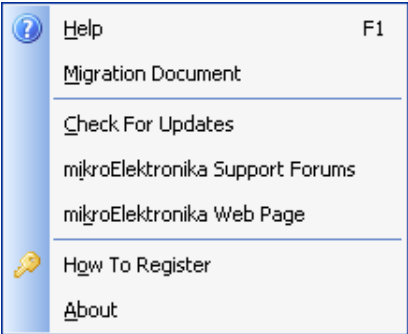 Help F1
Migration Document
Check For Updates
mikroElektronika Support Forums
mikroElektronika Web Page
How To Register
About